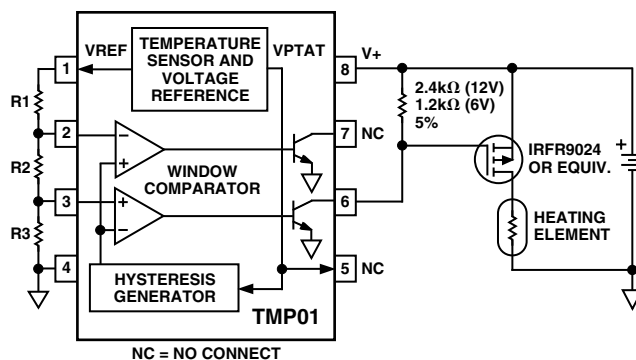 VREF
TEMPERATURE
SENSOR AND
VOLTAGE
REFERENCE
VPTAT
1
8
V+
R1
2.4kΩ (12V)
1.2kΩ (6V)
5%
2
7
NC
R2
WINDOW
COMPARATOR
IRFR9024
OR EQUIV.
3
6
R3
HEATING
ELEMENT
4
5
NC
HYSTERESIS
GENERATOR
TMP01
NC = NO CONNECT